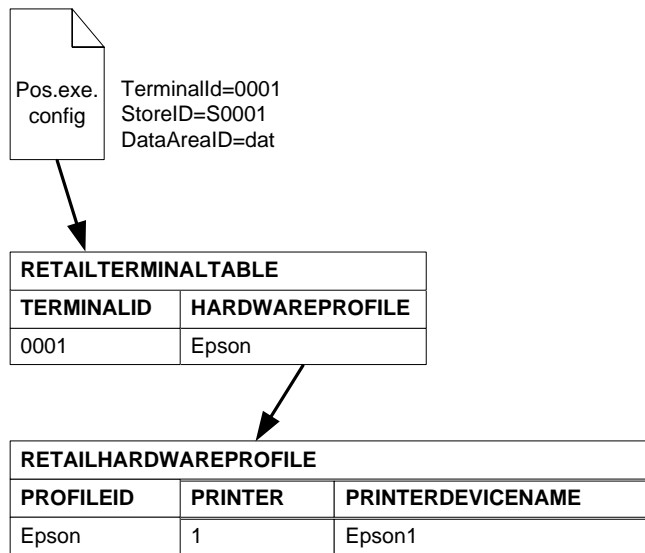 Pos.exe.
config
TerminalId=0001
StoreID=S0001
DataAreaID=dat
RETAILTERMINALTABLE
TERMINALID HARDWAREPROFILE
0001 Epson
RETAILHARDWAREPROFILE
PROFILEID PRINTER PRINTERDEVICENAME
Epson 1 Epson1